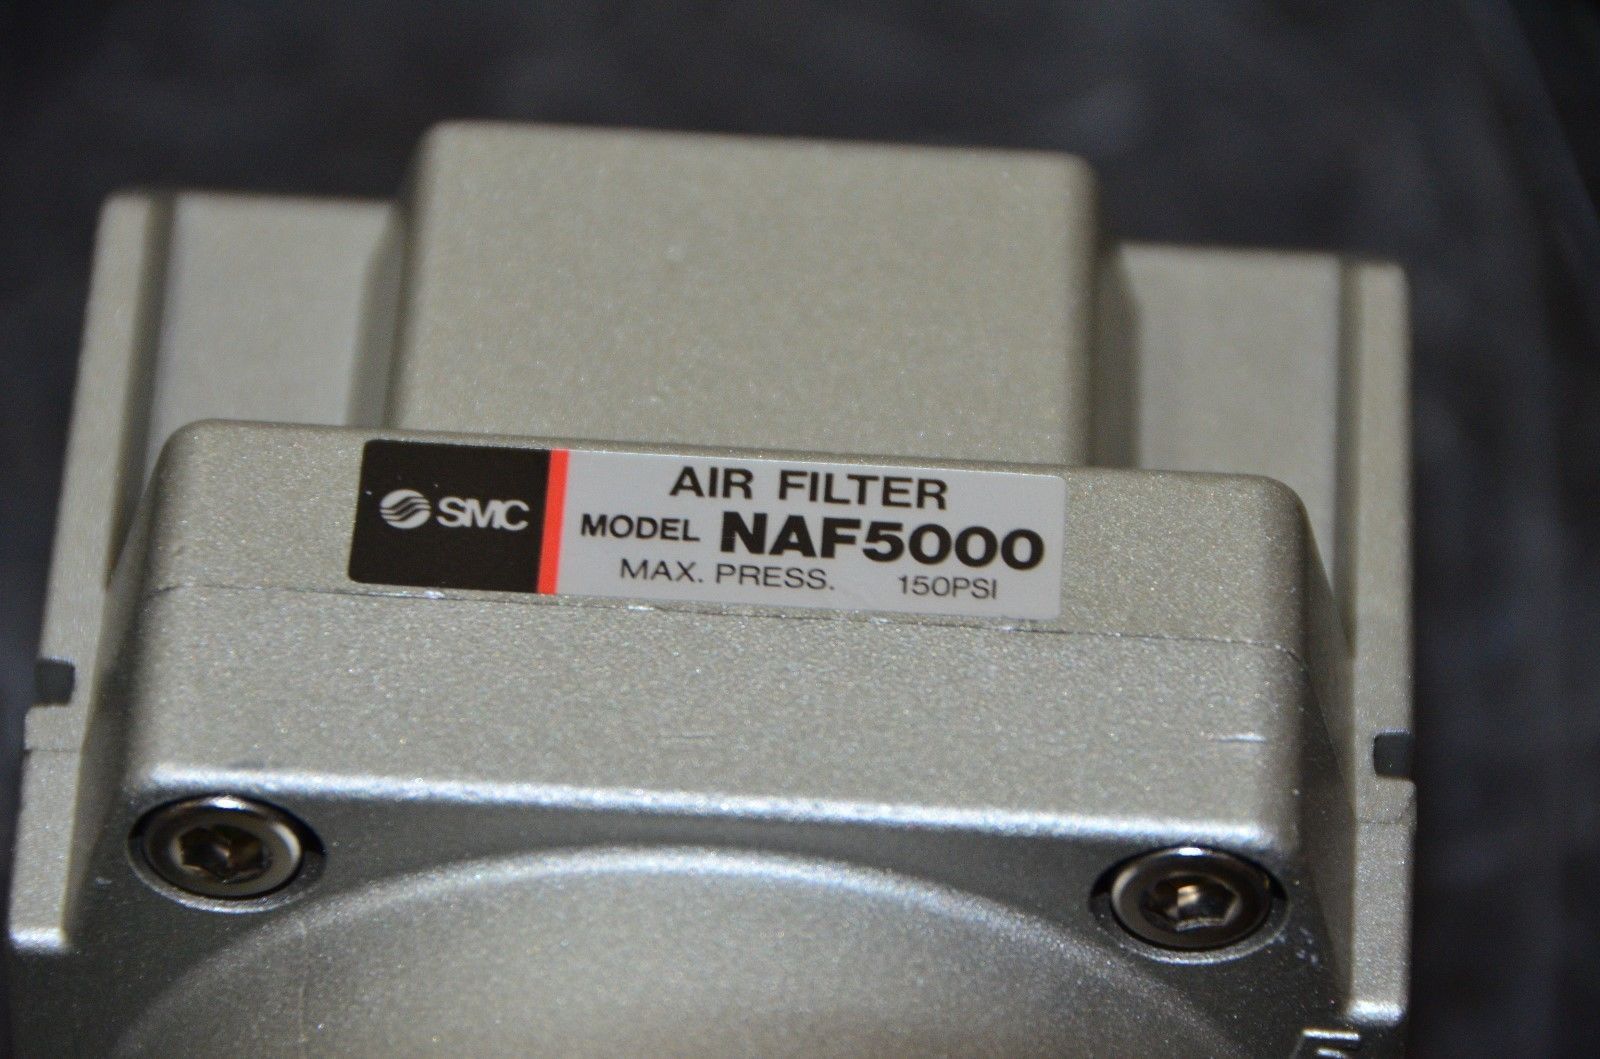 SMC
AIR FILTER
MODEL NAF5000
MAX. PRESS. 150PSI